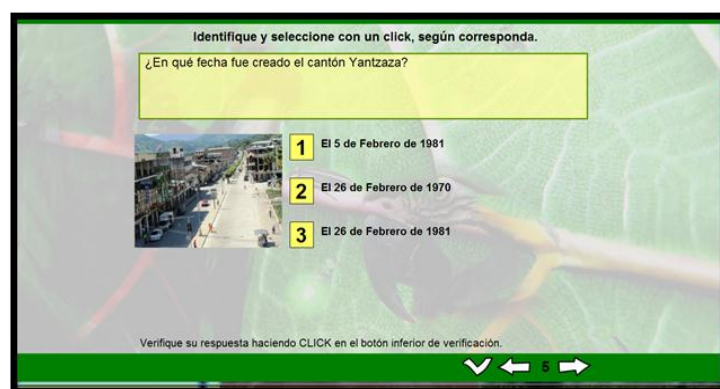 Identifique y seleccione con un click, según corresponda.
¿En qué fecha fue creado el cantón Yantzaza?
1 El 5 de Febrero de 1981
2 El 26 de Febrero de 1970
3 El 26 de Febrero de 1981
Verifique su respuesta haciendo CLICK en el botón inferior de verificación.
5